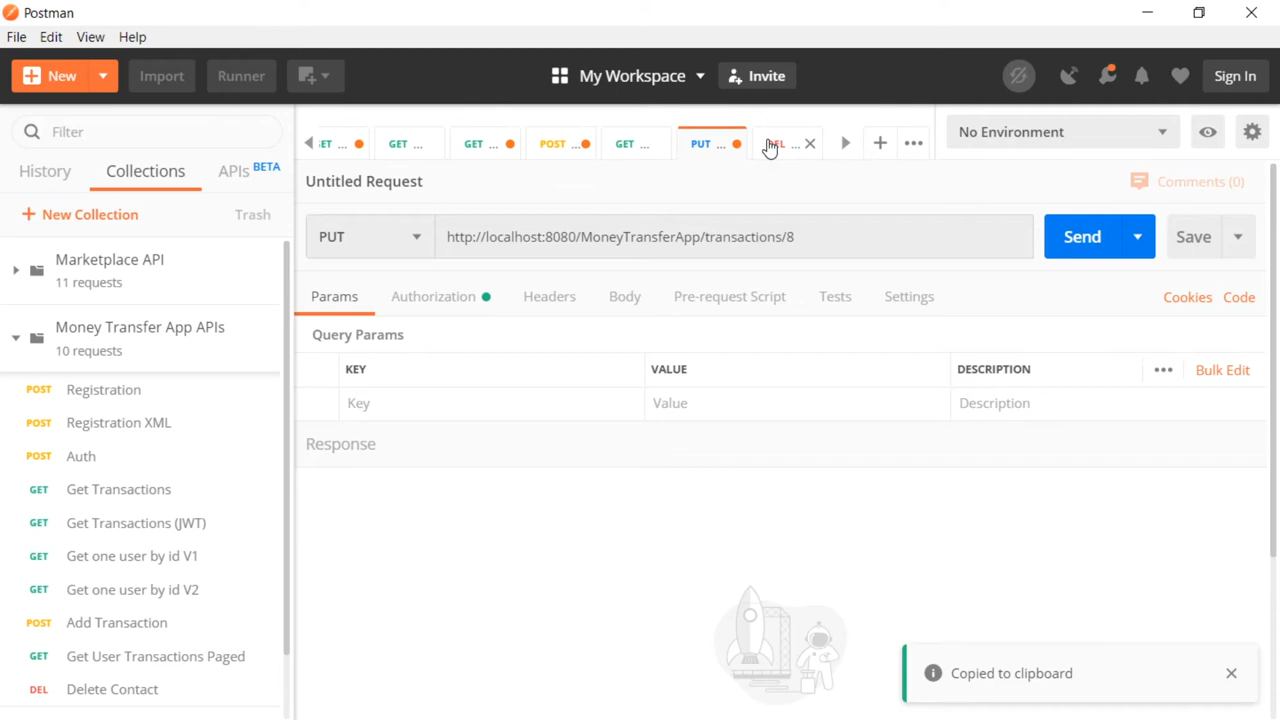 Postman
File Edit View Help
New Import Runner My Workspace Invite Sign In
Filter
History Collections APIs BETA
New Collection Trash
Marketplace API
11 requests
Money Transfer App APIs
10 requests
POST Registration
POST Registration XML
POST Auth
GET Get Transactions
GET Get Transactions (JWT)
GET Get one user by id V1
GET Get one user by id V2
POST Add Transaction
GET Get User Transactions Paged
DEL Delete Contact
... GET ... GET ... POST ... GET ... PUT ... ...
No Environment
Untitled Request Comments (0)
PUT http://localhost:8080/MoneyTransferApp/transactions/8 Send Save
Params Authorization Headers Body Pre-request Script Tests Settings Cookies Code
Query Params
KEY VALUE DESCRIPTION ... Bulk Edit
Key Value Description
Response
Copied to clipboard